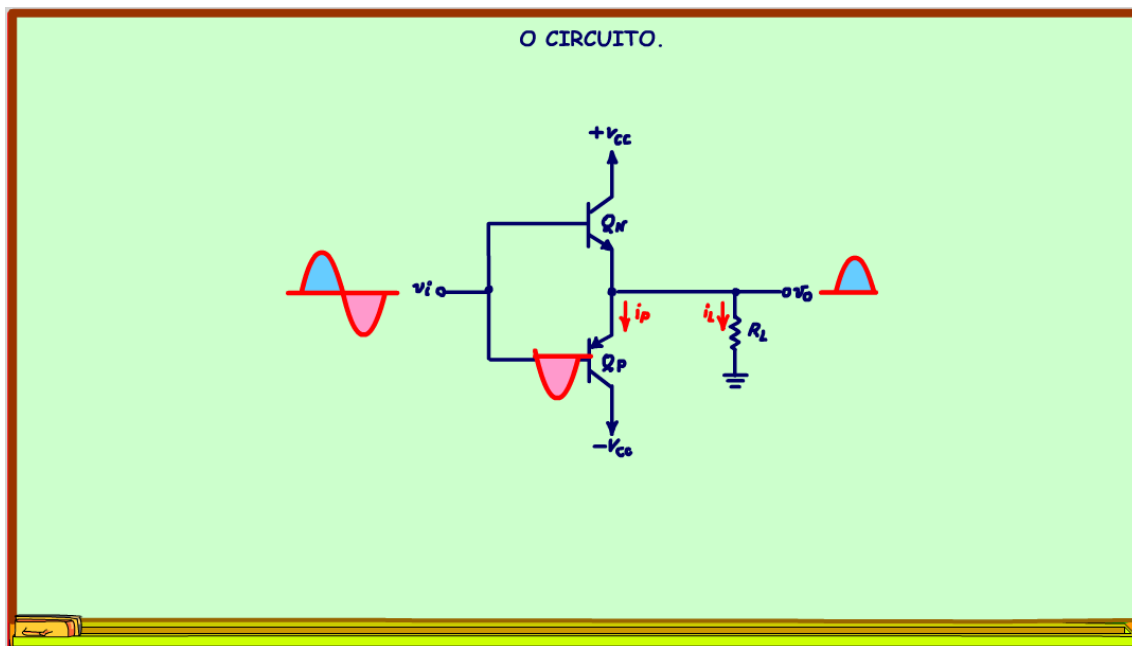 O CIRCUITO.
+VCC
QN
vi
vo
iP
iL
RL
QP
-VCC